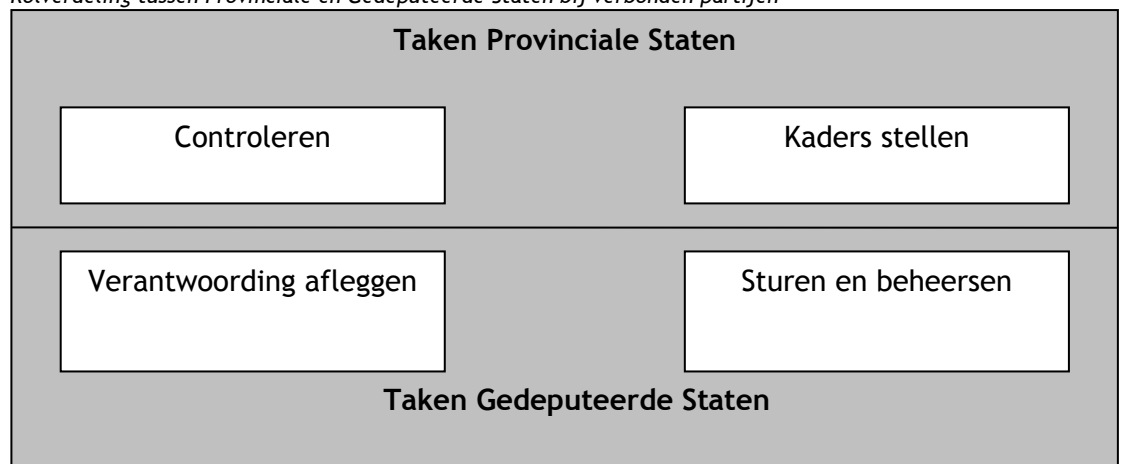 Rolverdeling tussen Provinciale en Gedeputeerde Staten bij verbonden partijen
Taken Provinciale Staten
Controleren
Kaders stellen
Verantwoording afleggen
Sturen en beheersen
Taken Gedeputeerde Staten